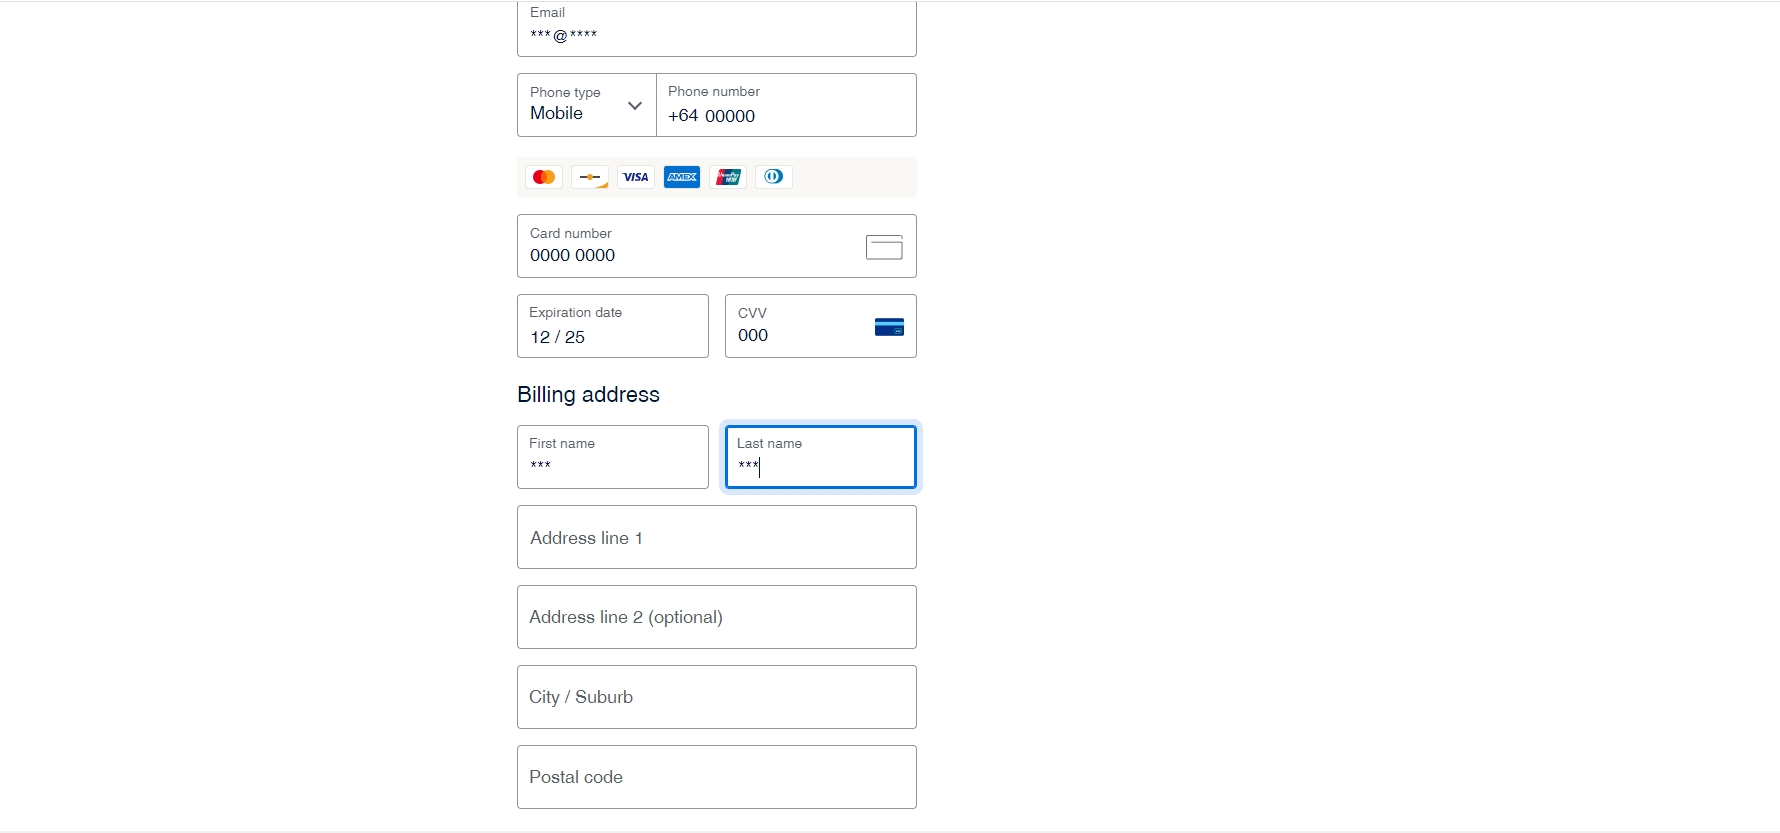 Email
***@****
Phone type
Mobile
Phone number
+64 00000
VISA
AMEX
UnionPay
Card number
0000 0000
Expiration date
12 / 25
CVV
000
Billing address
First name
***
Last name
***
Address line 1
Address line 2 (optional)
City / Suburb
Postal code